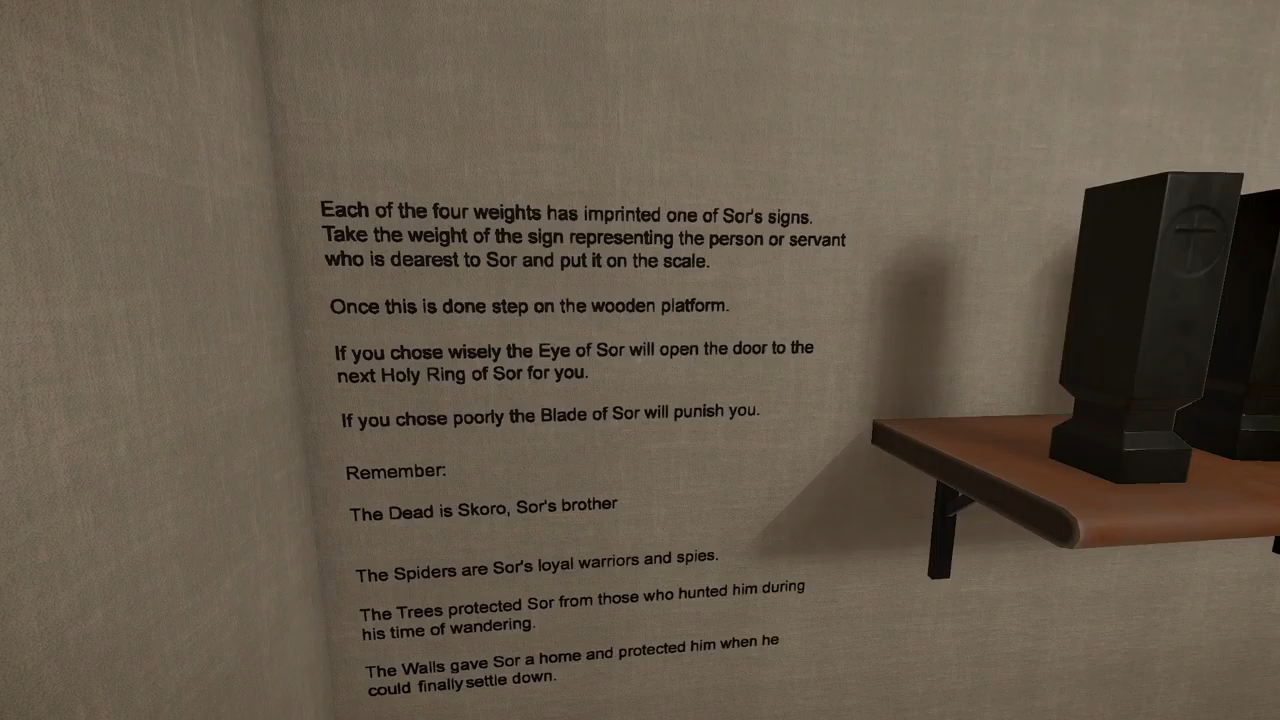 Each of the four weights has imprinted one of Sor's signs.
Take the weight of the sign representing the person or servant
who is dearest to Sor and put it on the scale.
Once this is done step on the wooden platform.
If you chose wisely the Eye of Sor will open the door to the
next Holy Ring of Sor for you.
If you chose poorly the Blade of Sor will punish you.
Remember:
The Dead is Skoro, Sor's brother
The Spiders are Sor's loyal warriors and spies.
The Trees protected Sor from those who hunted him during
his time of wandering.
The Walls gave Sor a home and protected him when he
could finally settle down.